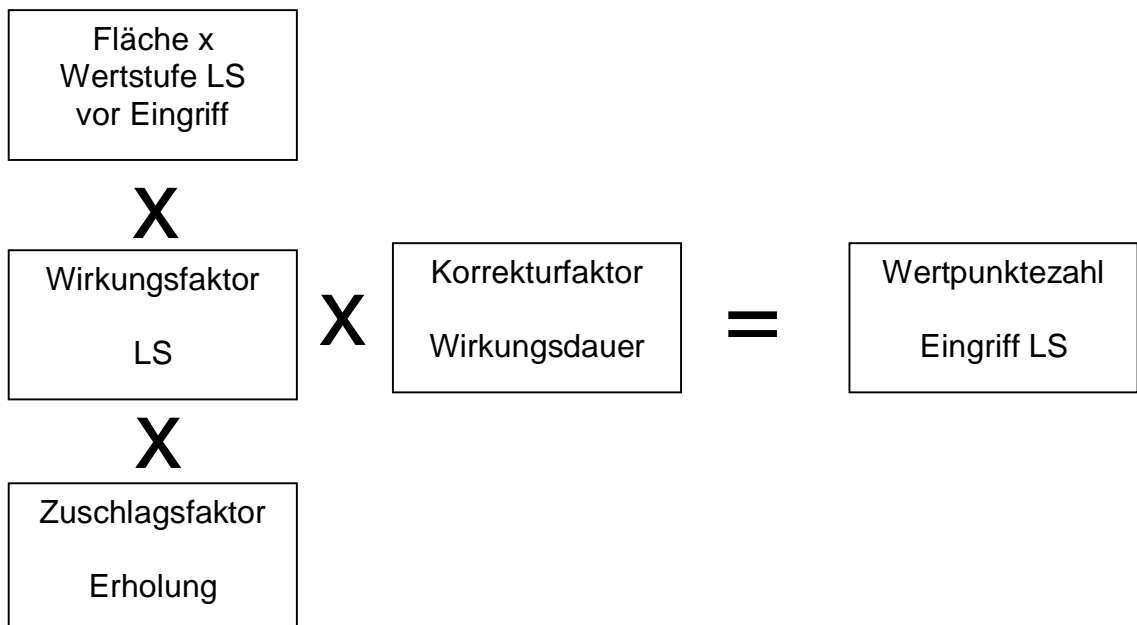 Fläche x
Wertstufe LS
vor Eingriff
x
Wirkungsfaktor
LS
x
Korrekturfaktor
Wirkungsdauer
=
Wertpunktezahl
Eingriff LS
x
Zuschlagsfaktor
Erholung